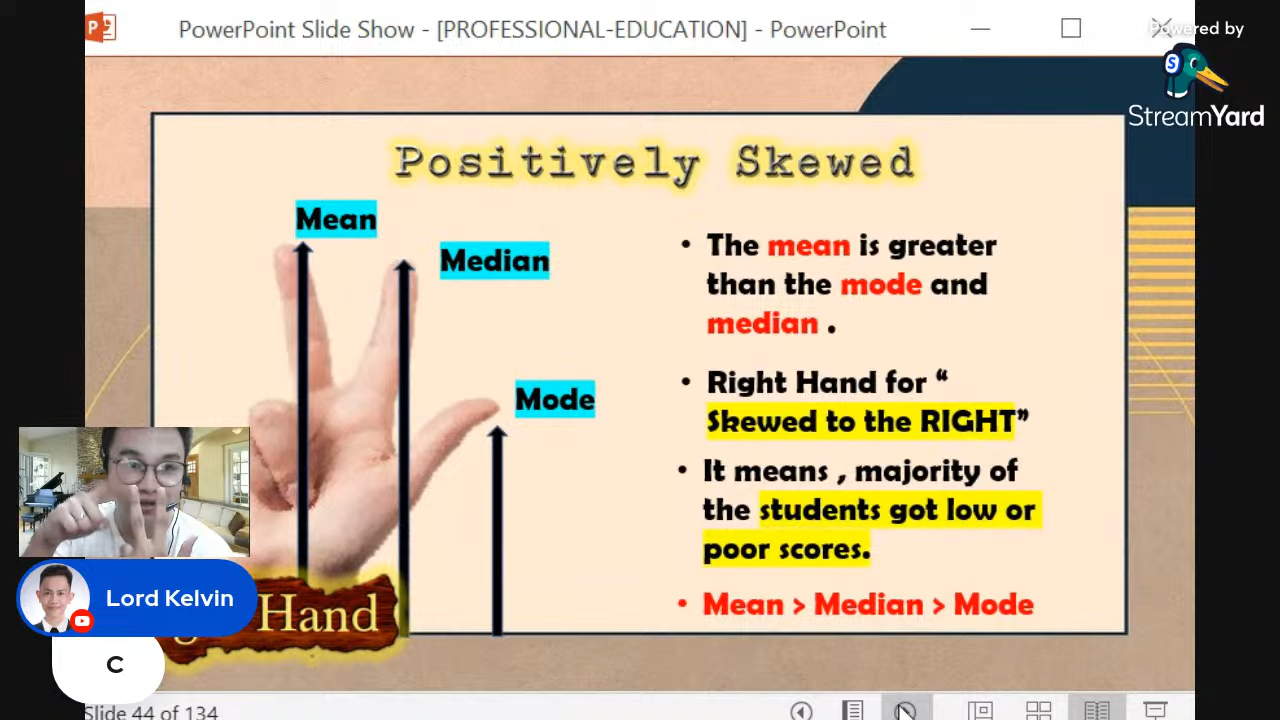 PowerPoint Slide Show - [PROFESSIONAL-EDUCATION] - PowerPoint
Powered by
S
StreamYard
Positively Skewed
Mean
Median
Mode
• The mean is greater
than the mode and
median .
• Right Hand for “
Skewed to the RIGHT”
• It means , majority of
the students got low or
poor scores.
• Mean > Median > Mode
Hand
Lord Kelvin
C
Slide 44 of 134